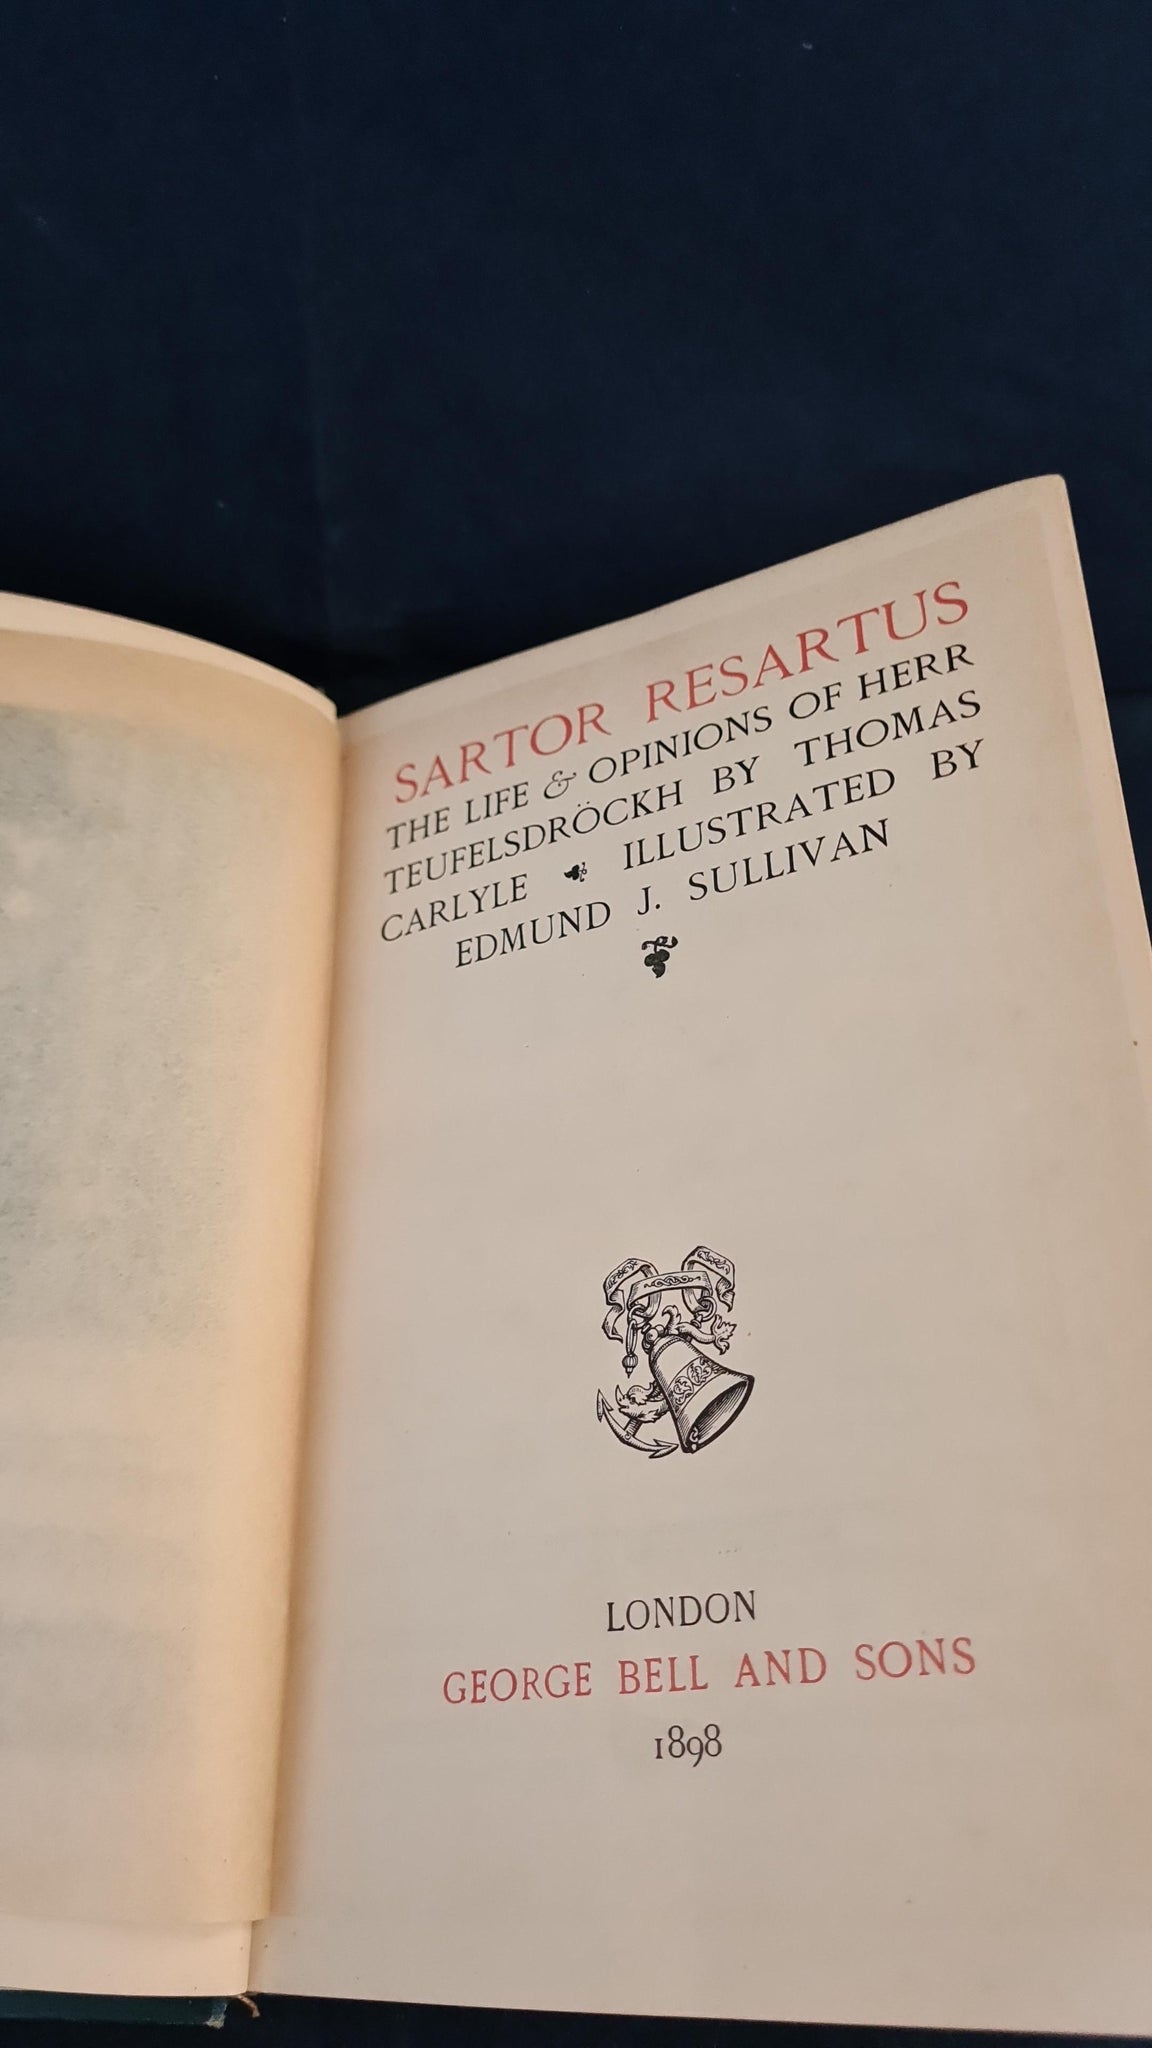 SARTOR RESARTUS
THE LIFE & OPINIONS OF HERR
TEUFELSDRÖCKH BY THOMAS
CARLYLE ILLUSTRATED BY
EDMUND J. SULLIVAN
LONDON
GEORGE BELL AND SONS
1898